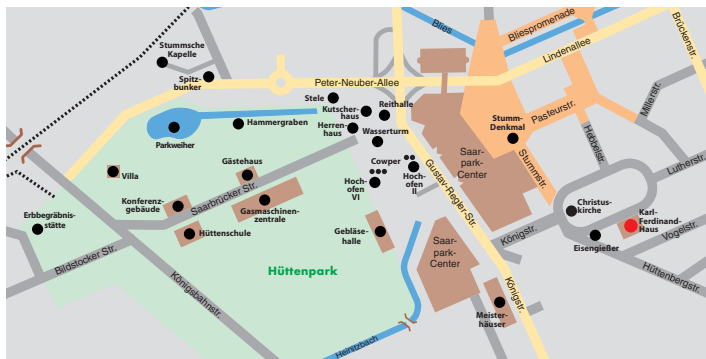 Stummsche
Kapelle
Spitz-
bunker
Peter-Neuber-Allee
Stele
Kutscher-
haus
Reithalle
Herren-
haus
Wasserturm
Hammergraben
Parkweiher
Villa
Gästehaus
Konferenz-
gebäude
Saarbrücker Str.
Gasmaschinen-
zentrale
Hüttenschule
Erbbegräbnis-
stätte
Bildstocker Str.
Königsbahnstr.
Hüttenpark
Cowper
Hoch-
ofen
VI
Hoch-
ofen
II
Gebläse-
halle
Heinitzbach
Blies
Bliespromenade
Lindenallee
Brückenstr.
Stumm-
Denkmal
Pasteurstr.
Stummstr.
Saar-
park-
Center
Gustav-Regler-Str.
Saar-
park-
Center
Meister-
häuser
Königstr.
Königstr.
Hebbelstr.
Millerstr.
Lutherstr.
Christus-
kirche
Karl-
Ferdinand-
Haus
Eisengießer
Vogelstr.
Hüttenbergstr.